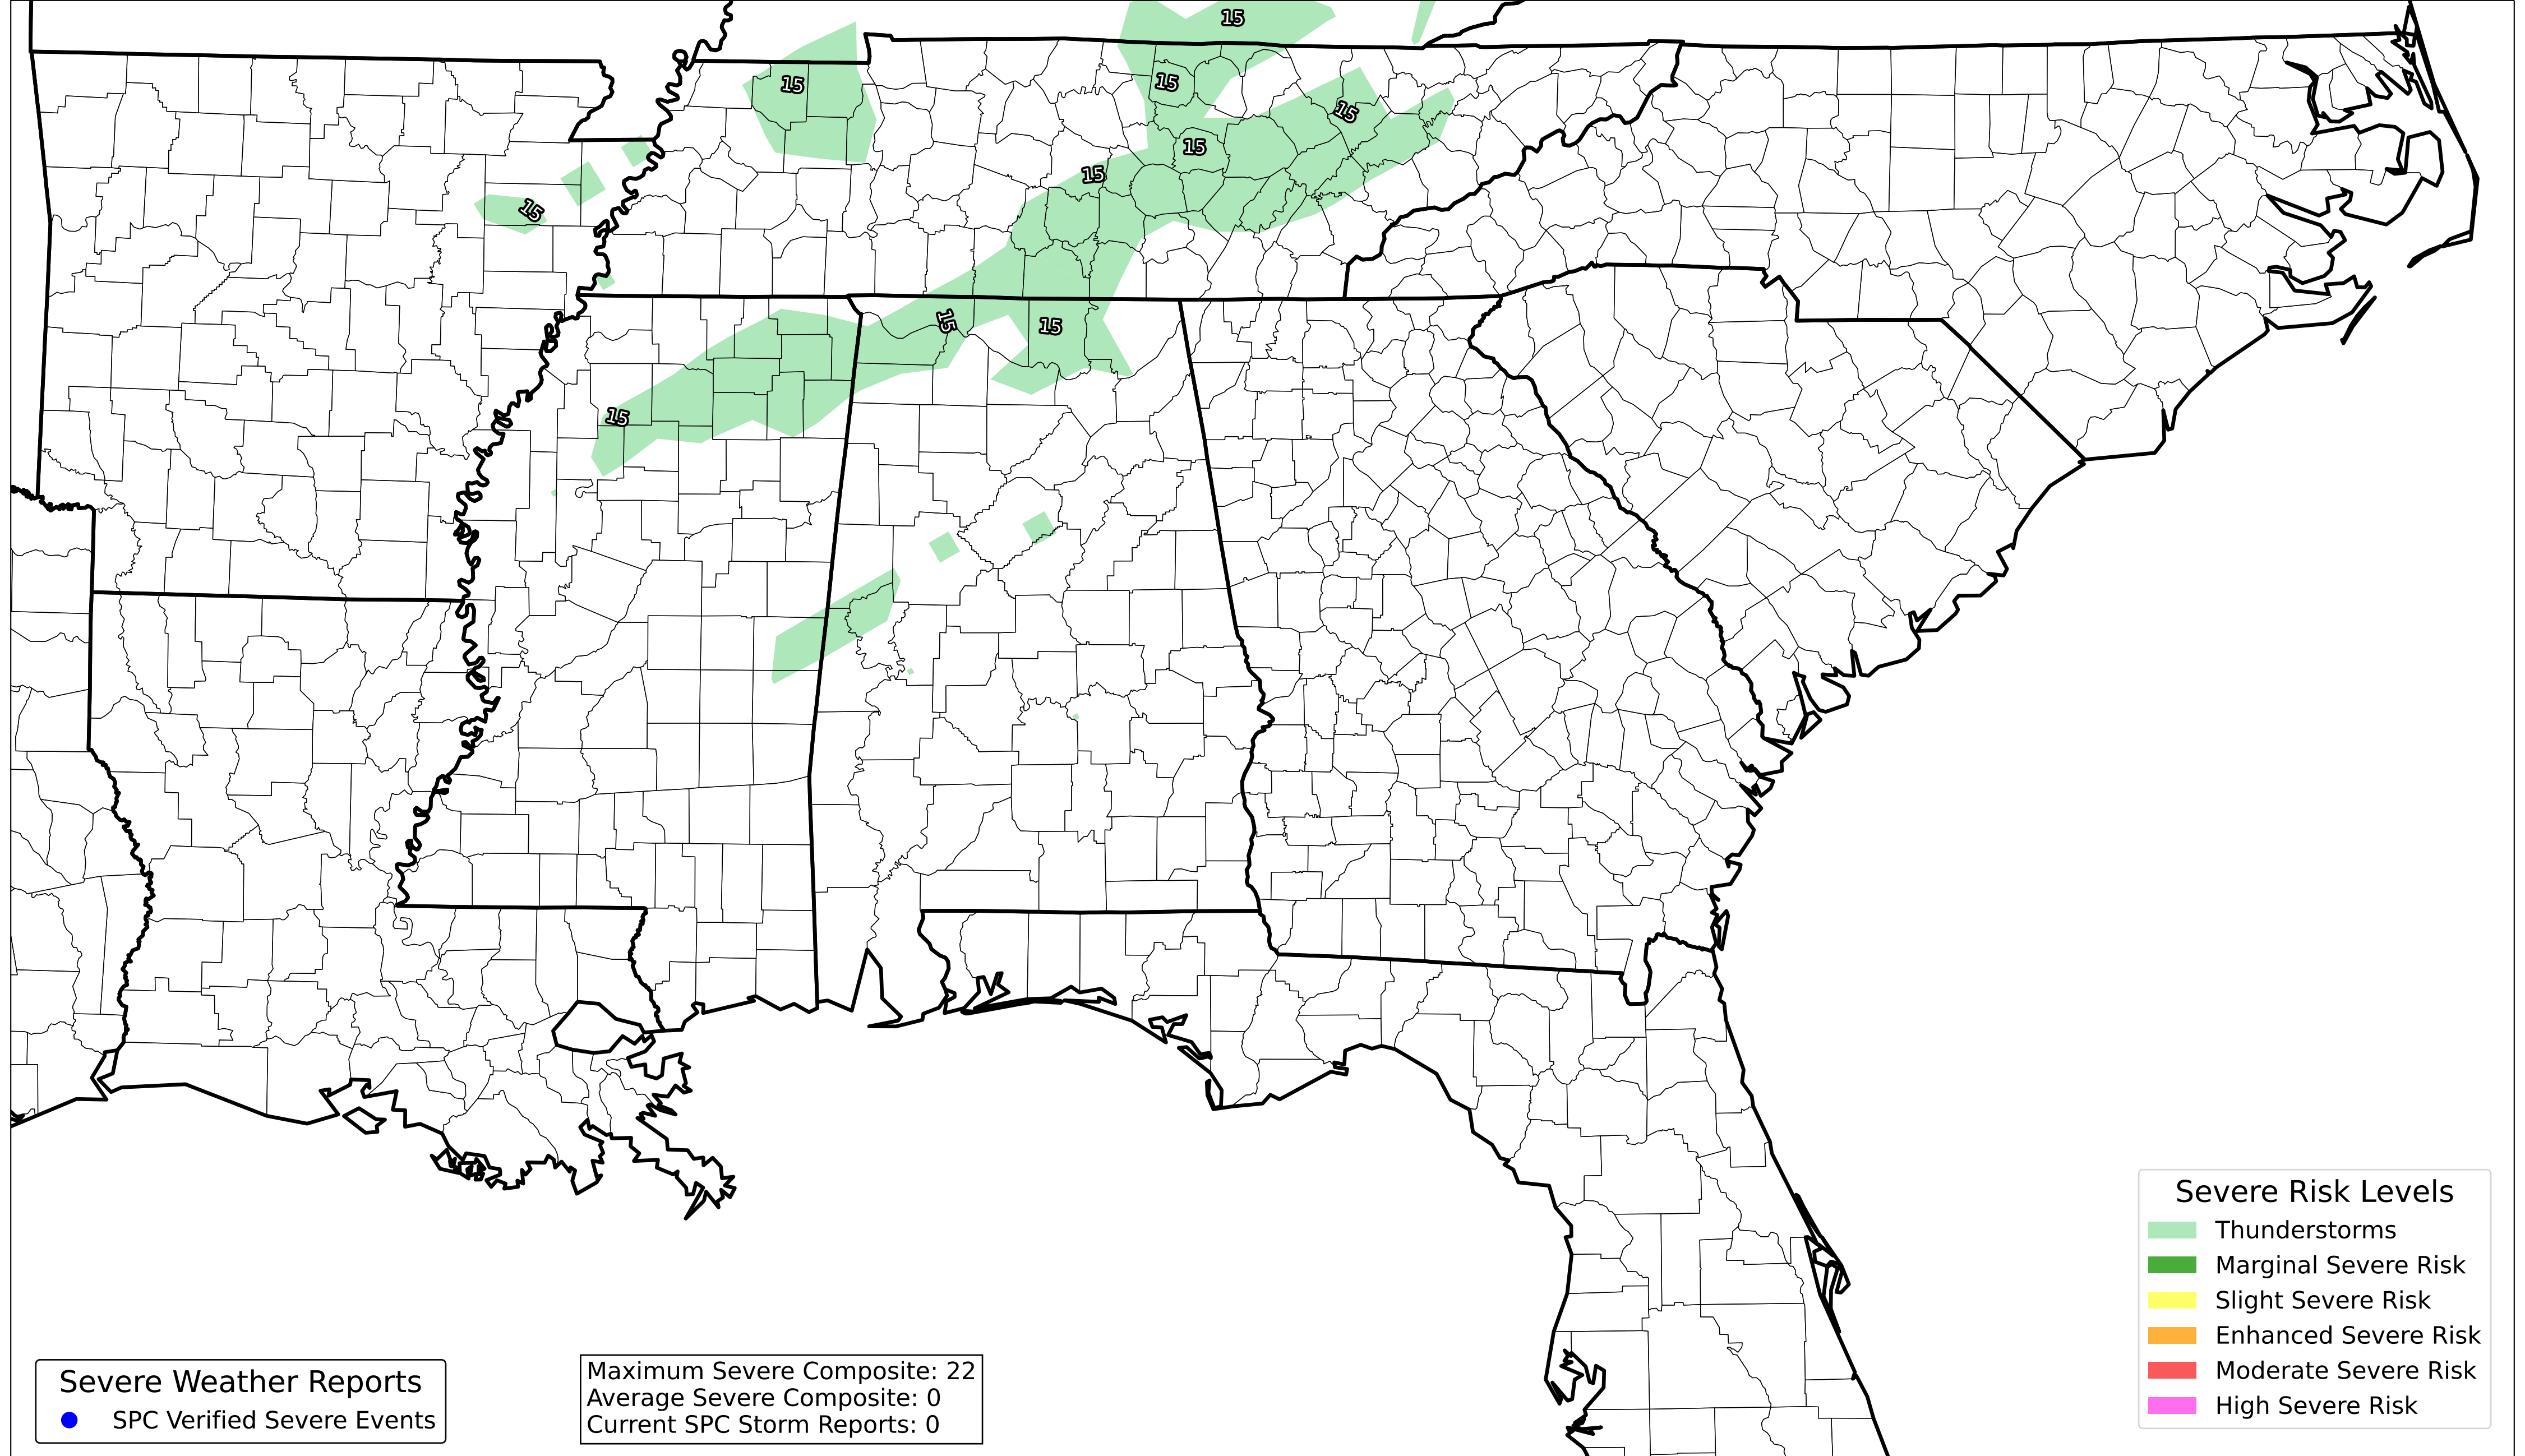 15
15
15
15
15
15
15
15
15
15
Severe Risk Levels
Thunderstorms
Marginal Severe Risk
Slight Severe Risk
Enhanced Severe Risk
Moderate Severe Risk
High Severe Risk
Severe Weather Reports
SPC Verified Severe Events
Maximum Severe Composite: 22
Average Severe Composite: 0
Current SPC Storm Reports: 0